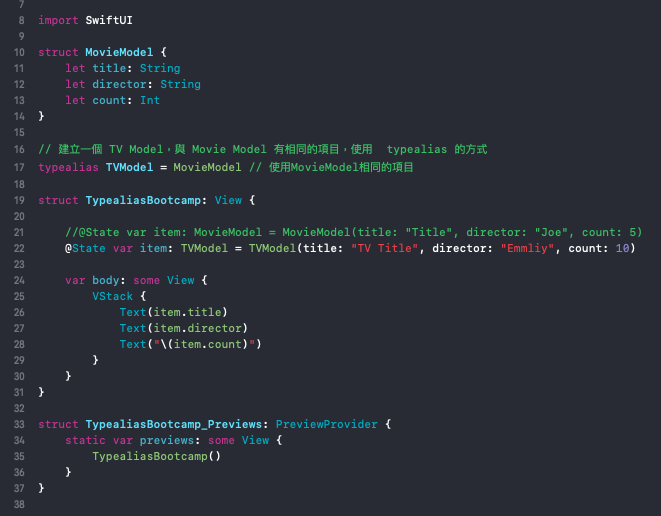 7
8 import SwiftUI
9
10 struct MovieModel {
11     let title: String
12     let director: String
13     let count: Int
14 }
15
16 // 建立一個 TV Model，與 Movie Model 有相同的項目，使用  typealias 的方式
17 typealias TVModel = MovieModel // 使用MovieModel相同的項目
18
19 struct TypealiasBootcamp: View {
20
21     //@State var item: MovieModel = MovieModel(title: "Title", director: "Joe", count: 5)
22     @State var item: TVModel = TVModel(title: "TV Title", director: "Emmliy", count: 10)
23
24     var body: some View {
25         VStack {
26             Text(item.title)
27             Text(item.director)
28             Text("\(item.count)")
29         }
30     }
31 }
32
33 struct TypealiasBootcamp_Previews: PreviewProvider {
34     static var previews: some View {
35         TypealiasBootcamp()
36     }
37 }
38